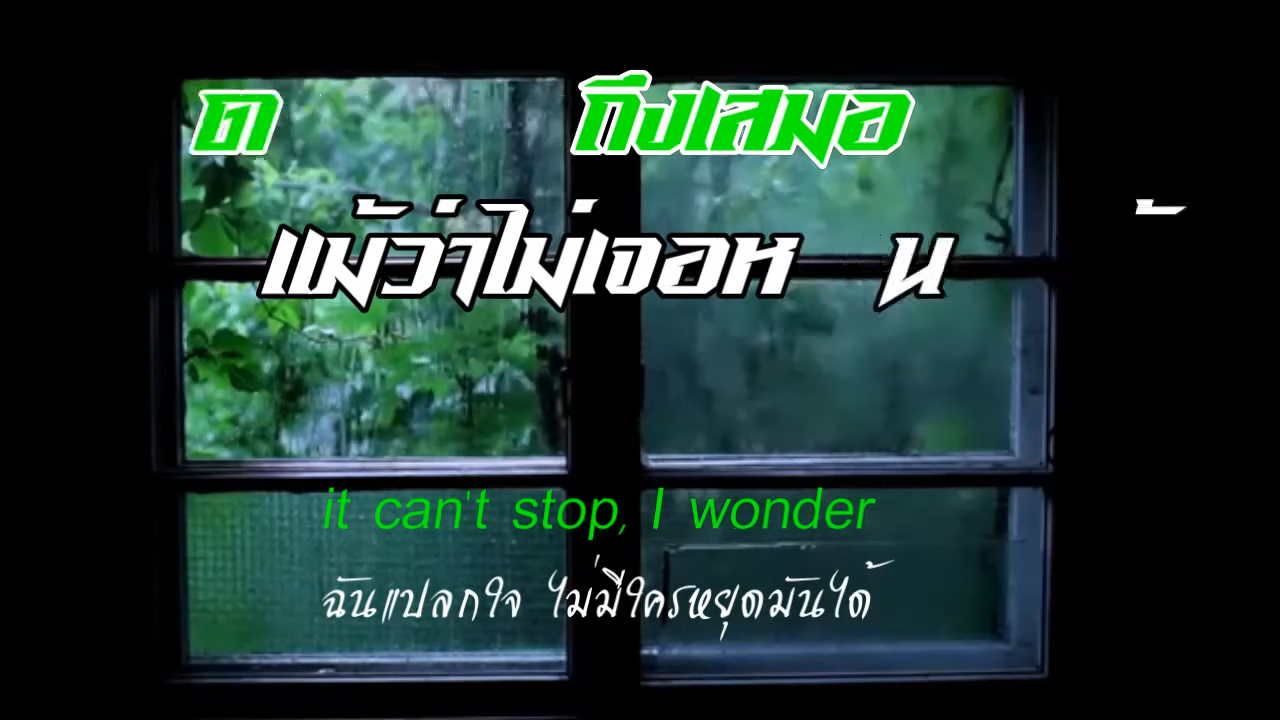 ถึงเสมอ
แม้ว่าไม่เจอห น
it can't stop, I wonder
ฉันแปลกใจ ไม่มีใครหยุดมันได้